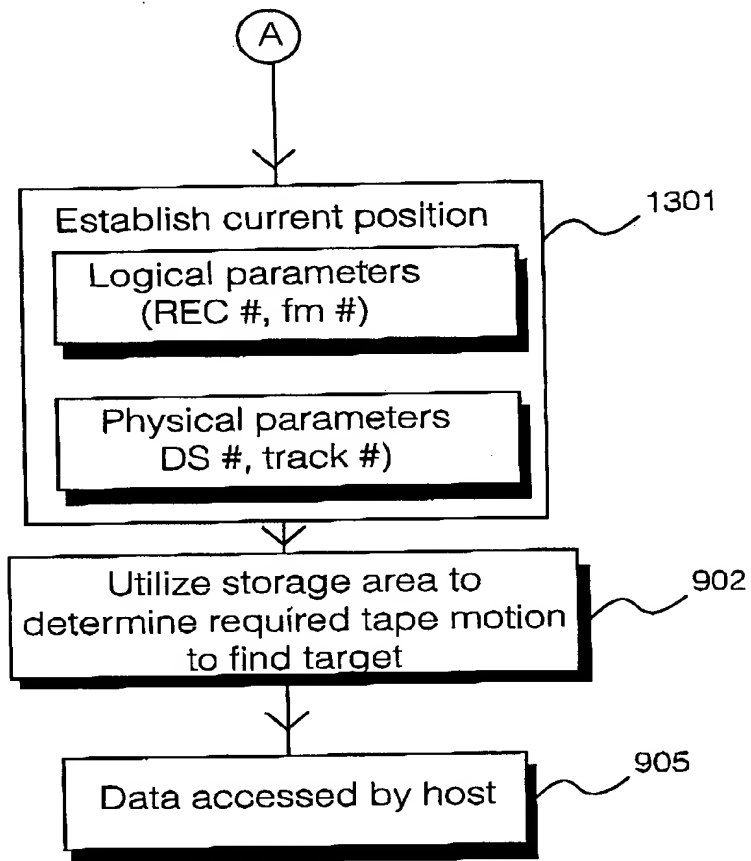 A
Establish current position
1301
Logical parameters
(REC #, fm #)
Physical parameters
DS #, track #)
Utilize storage area to
determine required tape motion
to find target
902
Data accessed by host
905